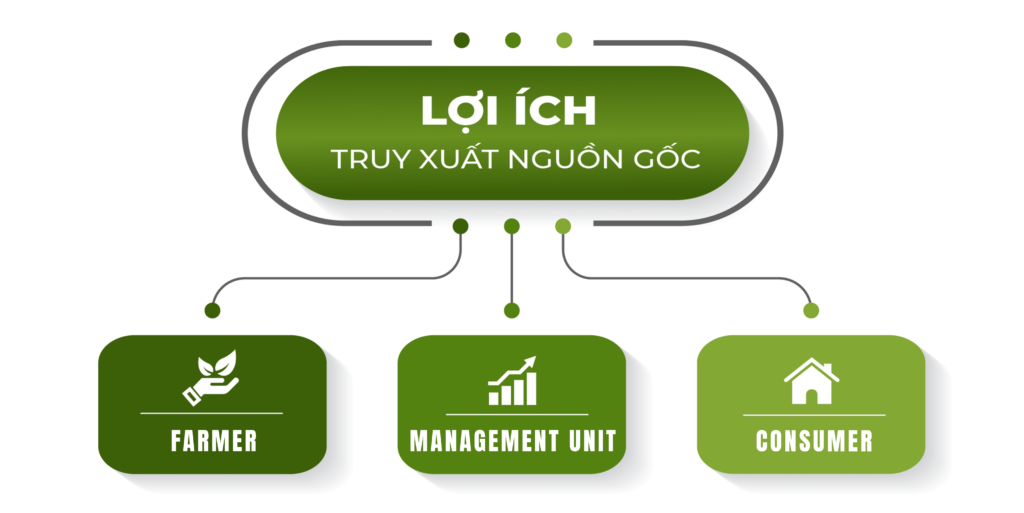 LỢI ÍCH
TRUY XUẤT NGUỒN GỐC
FARMER
MANAGEMENT UNIT
CONSUMER